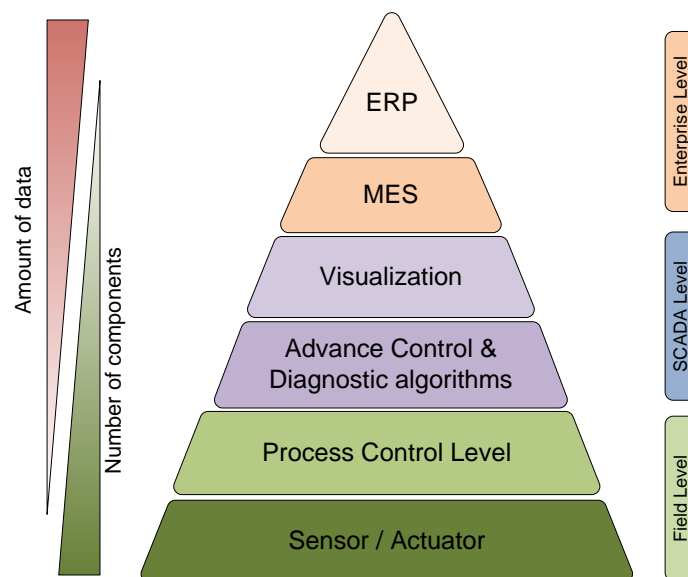 ERP
MES
Visualization
Advance Control &
Diagnostic algorithms
Process Control Level
Sensor / Actuator
Amount of data
Number of components
Enterprise Level
SCADA Level
Field Level